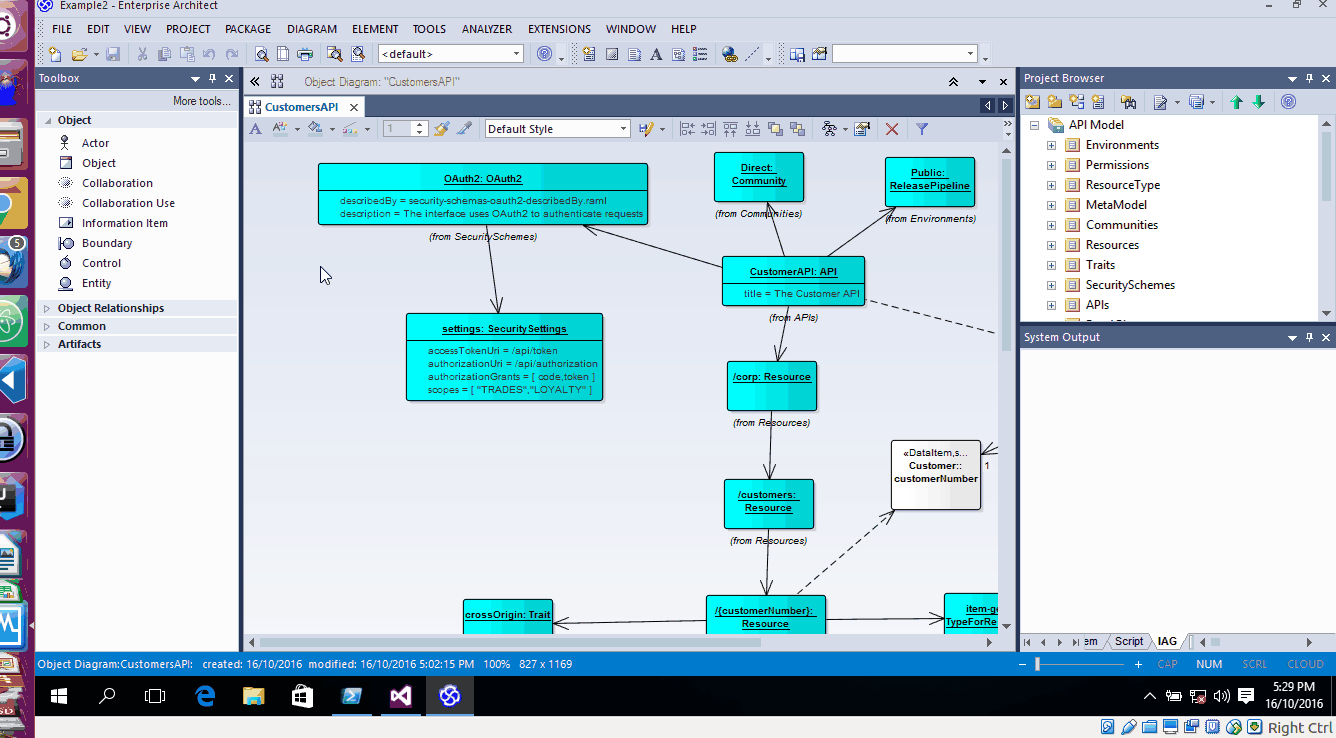 Example2 - Enterprise Architect
FILE EDIT VIEW PROJECT PACKAGE DIAGRAM ELEMENT TOOLS ANALYZER EXTENSIONS WINDOW HELP
<default>
Toolbox
More tools...
Object
Actor
Object
Collaboration
Collaboration Use
Information Item
Boundary
Control
Entity
Object Relationships
Common
Artifacts
Object Diagram: "CustomersAPI"
CustomersAPI
1
Default Style
OAuth2: OAuth2
describedBy = security-schemas-oauth2-describedBy.raml
description = The interface uses OAuth2 to authenticate requests
(from SecuritySchemes)
Direct:
Community
(from Communities)
Public:
ReleasePipeline
(from Environments)
CustomerAPI: API
title = The Customer API
(from APIs)
settings: SecuritySettings
accessTokenUri = /api/token
authorizationUri = /api/authorization
authorizationGrants = [ code,token ]
scopes = [ "TRADES","LOYALTY" ]
/corp: Resource
(from Resources)
«DataItem,s...
Customer::
customerNumber
1
/customers:
Resource
(from Resources)
crossOrigin: Trait
/{customerNumber}:
Resource
item-ge
TypeForRe
Project Browser
API Model
Environments
Permissions
ResourceType
MetaModel
Communities
Resources
Traits
SecuritySchemes
APIs
System Output
em Script IAG
Object Diagram:CustomersAPI: created: 16/10/2016 modified: 16/10/2016 5:02:15 PM 100% 827 x 1169
CAP NUM SCRL CLOUD
5
5:29 PM
16/10/2016
Right Ctrl